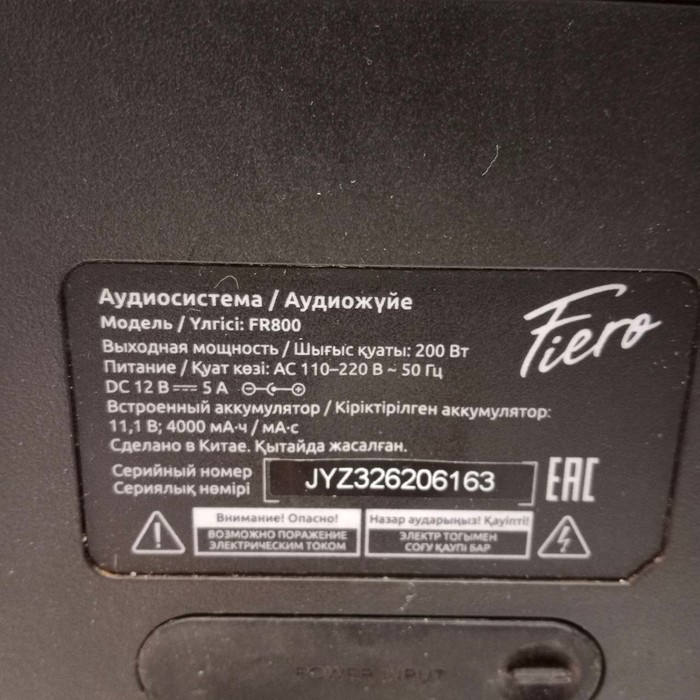 Аудиосистема / Аудиожүйе
Fiero
Модель / Үлгісі: FR800
Выходная мощность / Шығыс қуаты: 200 Вт
Питание / Қуат көзі: AC 110–220 В ~ 50 Гц
DC 12 В ⎓ 5 А
Встроенный аккумулятор / Кіріктірілген аккумулятор:
11,1 В; 4000 мА·ч / мА·с
Сделано в Китае. Қытайда жасалған.
Серийный номер
Сериялық нөмірі
JYZ326206163
EAC
Внимание! Опасно!
ВОЗМОЖНО ПОРАЖЕНИЕ
ЭЛЕКТРИЧЕСКИМ ТОКОМ
Назар аударыңыз! Қауіпті!
ЭЛЕКТР ТОГЫМЕН
СОҒУ ҚАУПІ БАР
POWER INPUT